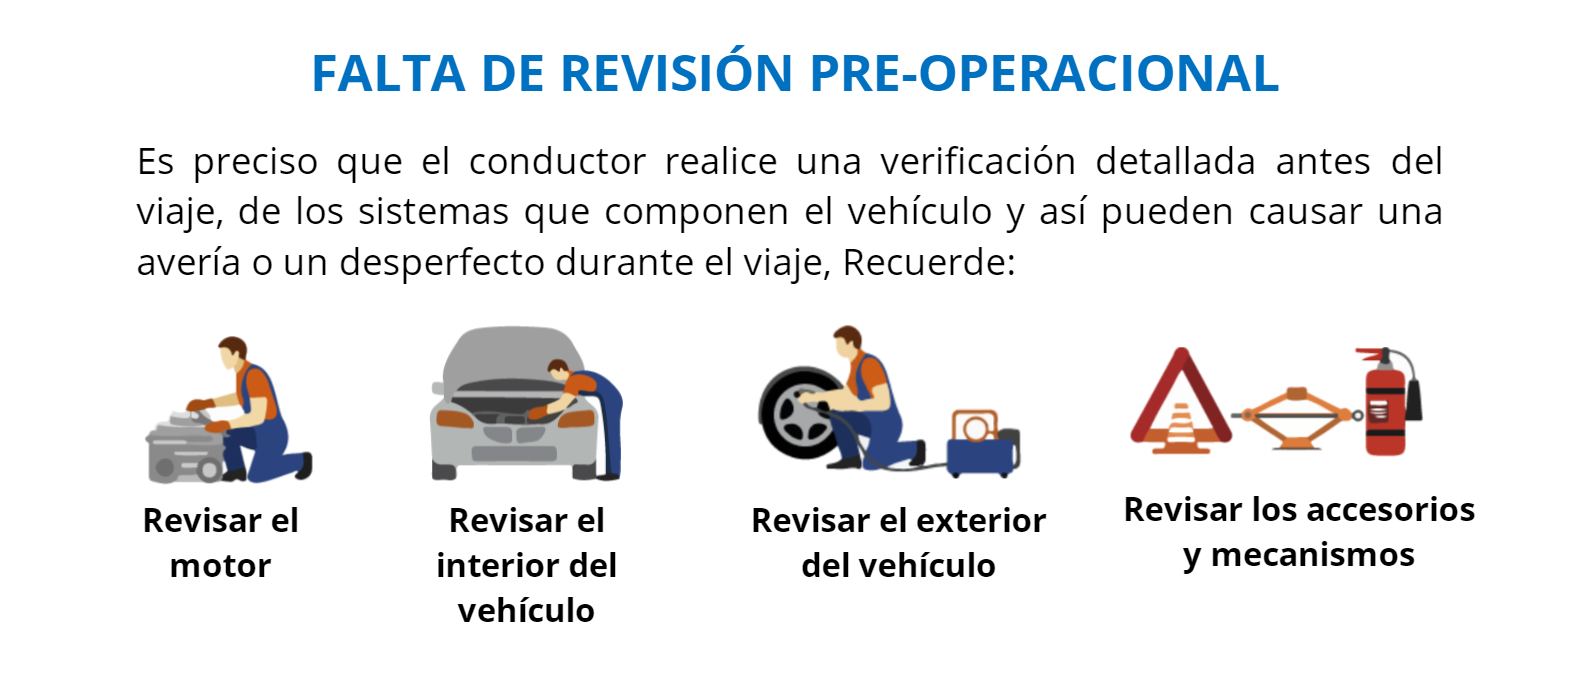 FALTA DE REVISIÓN PRE-OPERACIONAL
Es preciso que el conductor realice una verificación detallada antes del
viaje, de los sistemas que componen el vehículo y así pueden causar una
avería o un desperfecto durante el viaje, Recuerde:
Revisar el
motor
Revisar el
interior del
vehículo
Revisar el exterior
del vehículo
Revisar los accesorios
y mecanismos